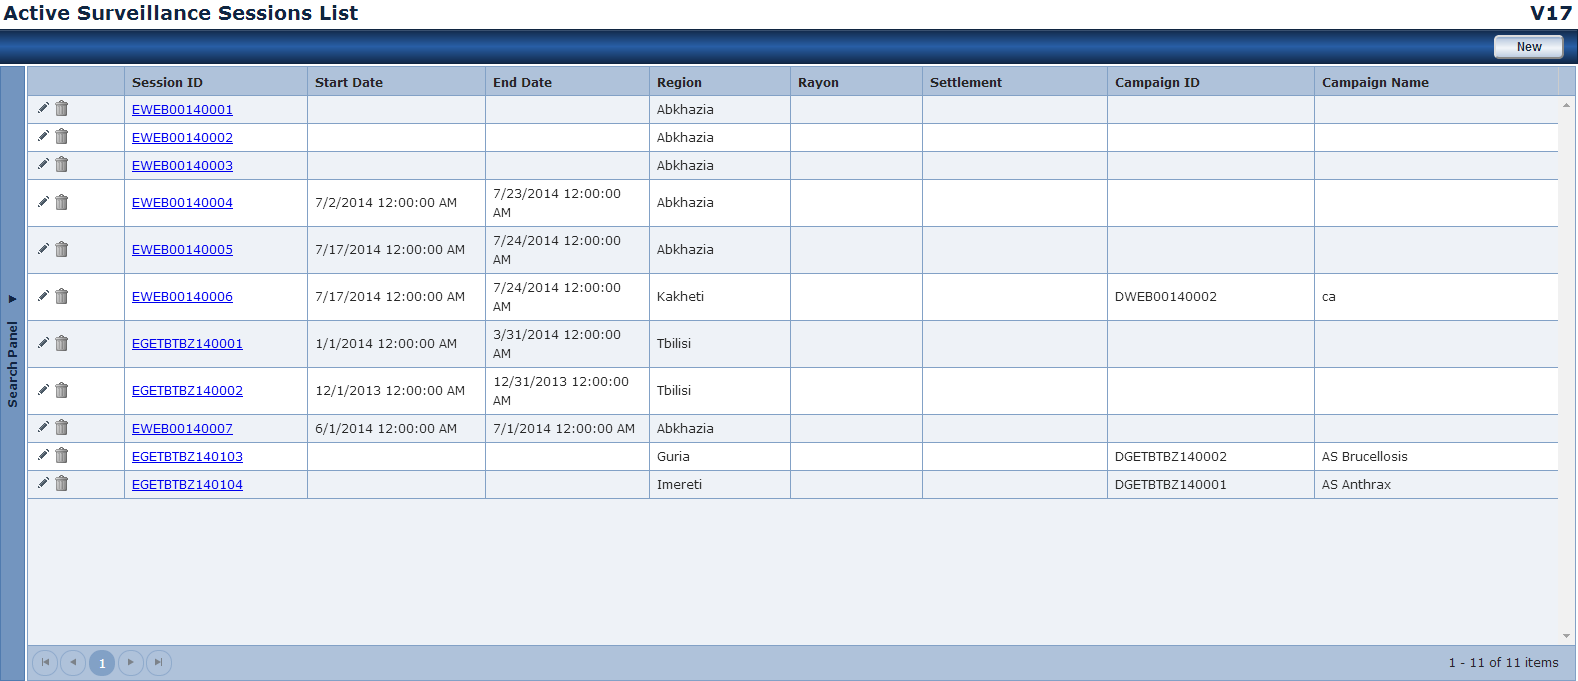 Active Surveillance Sessions List V17
New
Session ID Start Date End Date Region Rayon Settlement Campaign ID Campaign Name
EWEB00140001 Abkhazia
EWEB00140002 Abkhazia
EWEB00140003 Abkhazia
EWEB00140004 7/2/2014 12:00:00 AM 7/23/2014 12:00:00 AM Abkhazia
EWEB00140005 7/17/2014 12:00:00 AM 7/24/2014 12:00:00 AM Abkhazia
EWEB00140006 7/17/2014 12:00:00 AM 7/24/2014 12:00:00 AM Kakheti DWEB00140002 ca
EGETBTBZ140001 1/1/2014 12:00:00 AM 3/31/2014 12:00:00 AM Tbilisi
EGETBTBZ140002 12/1/2013 12:00:00 AM 12/31/2013 12:00:00 AM Tbilisi
EWEB00140007 6/1/2014 12:00:00 AM 7/1/2014 12:00:00 AM Abkhazia
EGETBTBZ140103 Guria DGETBTBZ140002 AS Brucellosis
EGETBTBZ140104 Imereti DGETBTBZ140001 AS Anthrax
Search Panel
1 1 - 11 of 11 items